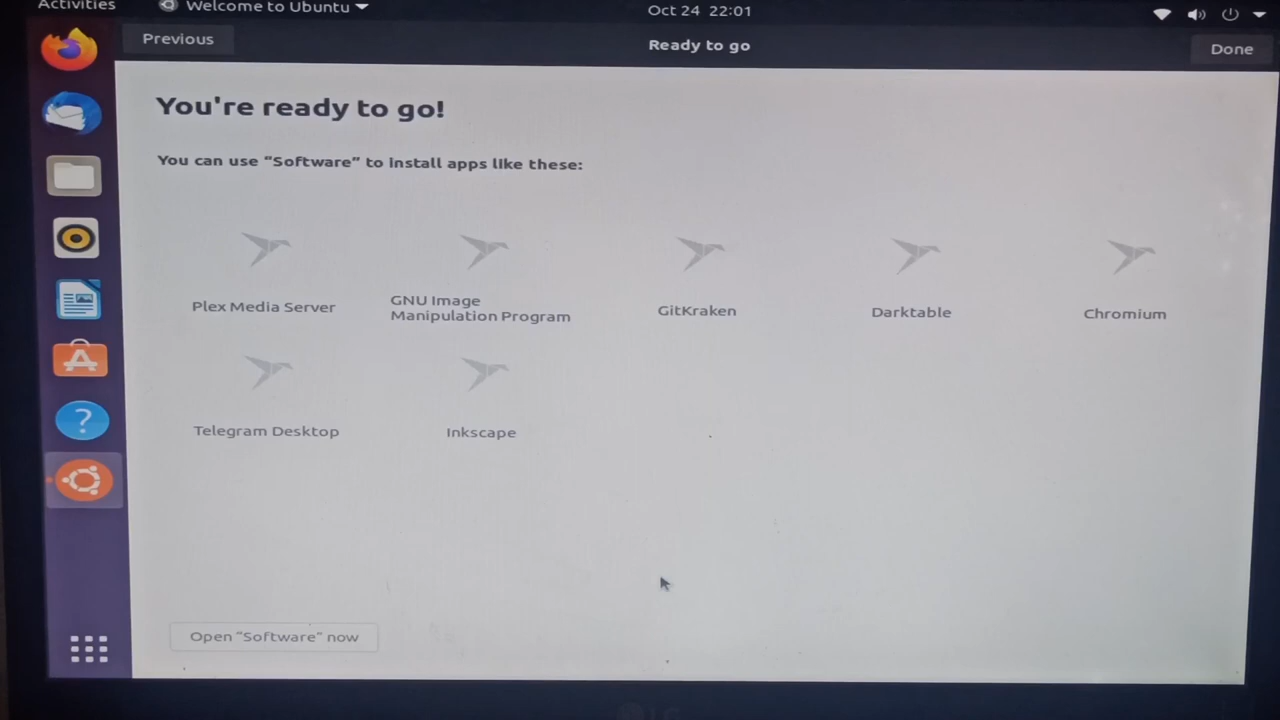 Activities
Welcome to Ubuntu
Oct 24 22:01
Previous
Ready to go
Done
You're ready to go!
You can use “Software” to install apps like these:
Plex Media Server
GNU Image
Manipulation Program
GitKraken
Darktable
Chromium
Telegram Desktop
Inkscape
Open “Software” now
LG